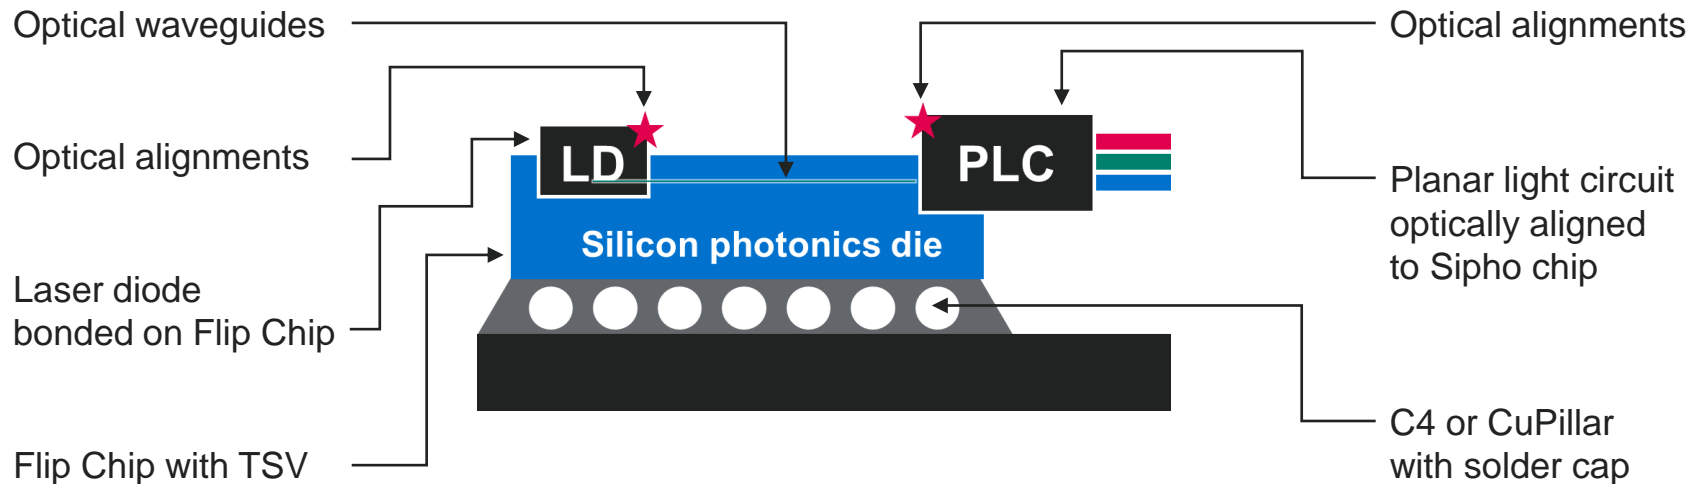 Optical waveguides
Optical alignments
Optical alignments
LD
PLC
Planar light circuit
optically aligned
to Sipho chip
Silicon photonics die
Laser diode
bonded on Flip Chip
C4 or CuPillar
with solder cap
Flip Chip with TSV